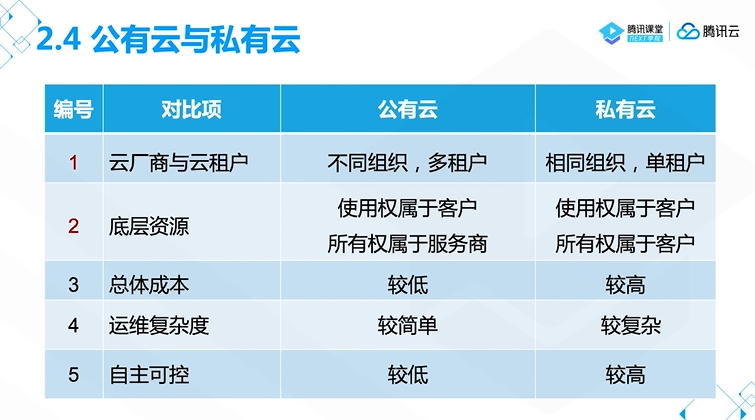 2.4 公有云与私有云
腾讯课堂
NEXT学院
腾讯云
编号 对比项 公有云 私有云
1 云厂商与云租户 不同组织，多租户 相同组织，单租户
2 底层资源 使用权属于客户 使用权属于客户
所有权属于服务商 所有权属于客户
3 总体成本 较低 较高
4 运维复杂度 较简单 较复杂
5 自主可控 较低 较高